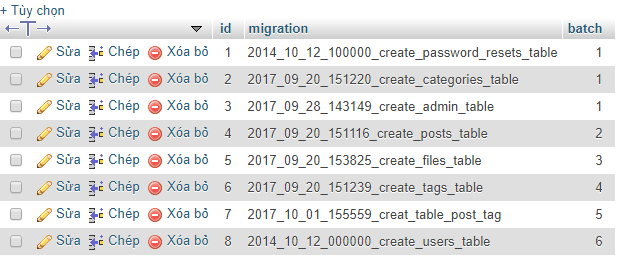 + Tùy chọn
←T→ id migration batch
Sửa Chép Xóa bỏ 1 2014_10_12_100000_create_password_resets_table 1
Sửa Chép Xóa bỏ 2 2017_09_20_151220_create_categories_table 1
Sửa Chép Xóa bỏ 3 2017_09_28_143149_create_admin_table 1
Sửa Chép Xóa bỏ 4 2017_09_20_151116_create_posts_table 2
Sửa Chép Xóa bỏ 5 2017_09_20_153825_create_files_table 3
Sửa Chép Xóa bỏ 6 2017_09_20_151239_create_tags_table 4
Sửa Chép Xóa bỏ 7 2017_10_01_155559_creat_table_post_tag 5
Sửa Chép Xóa bỏ 8 2014_10_12_000000_create_users_table 6